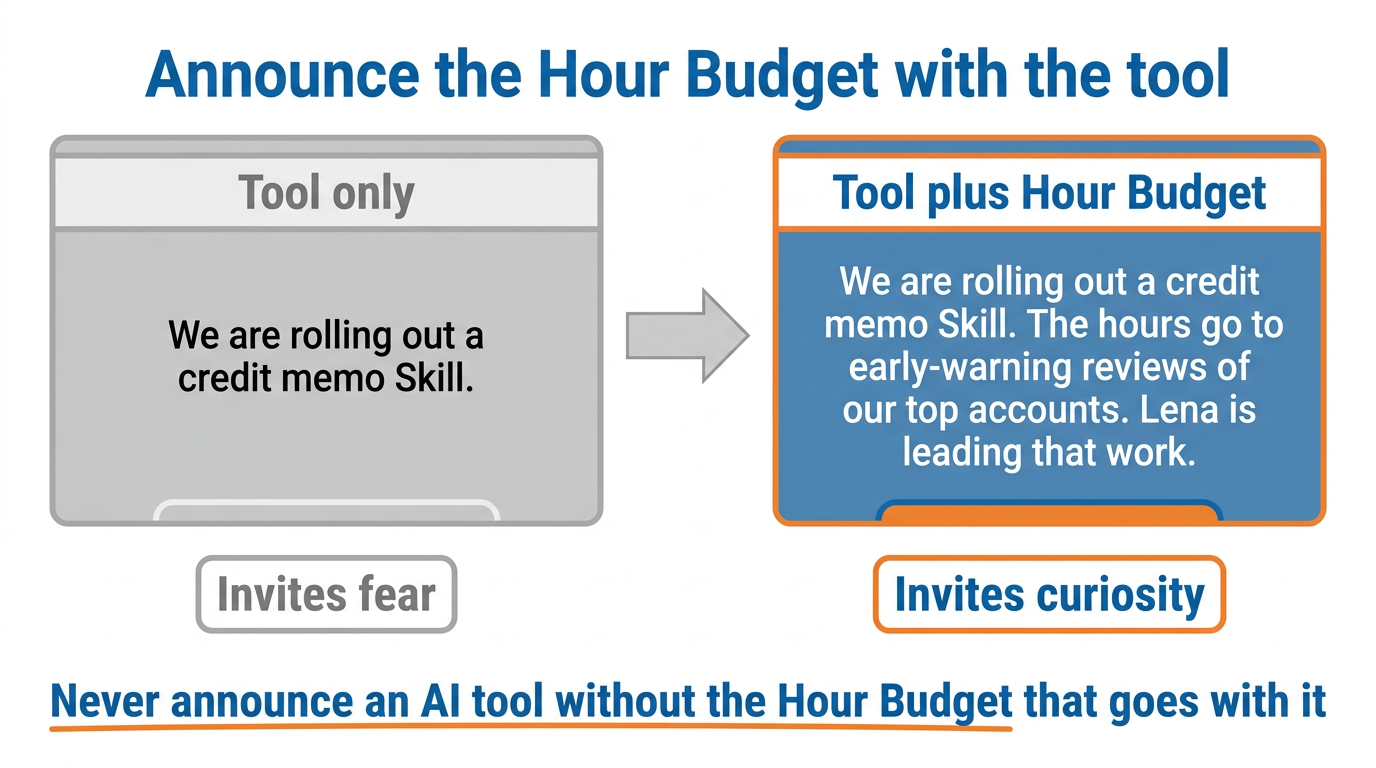 Announce the Hour Budget with the tool
Tool only
We are rolling out a
credit memo Skill.
Invites fear
Tool plus Hour Budget
We are rolling out a credit
memo Skill. The hours go to
early-warning reviews of
our top accounts. Lena is
leading that work.
Invites curiosity
Never announce an AI tool without the Hour Budget that goes with it